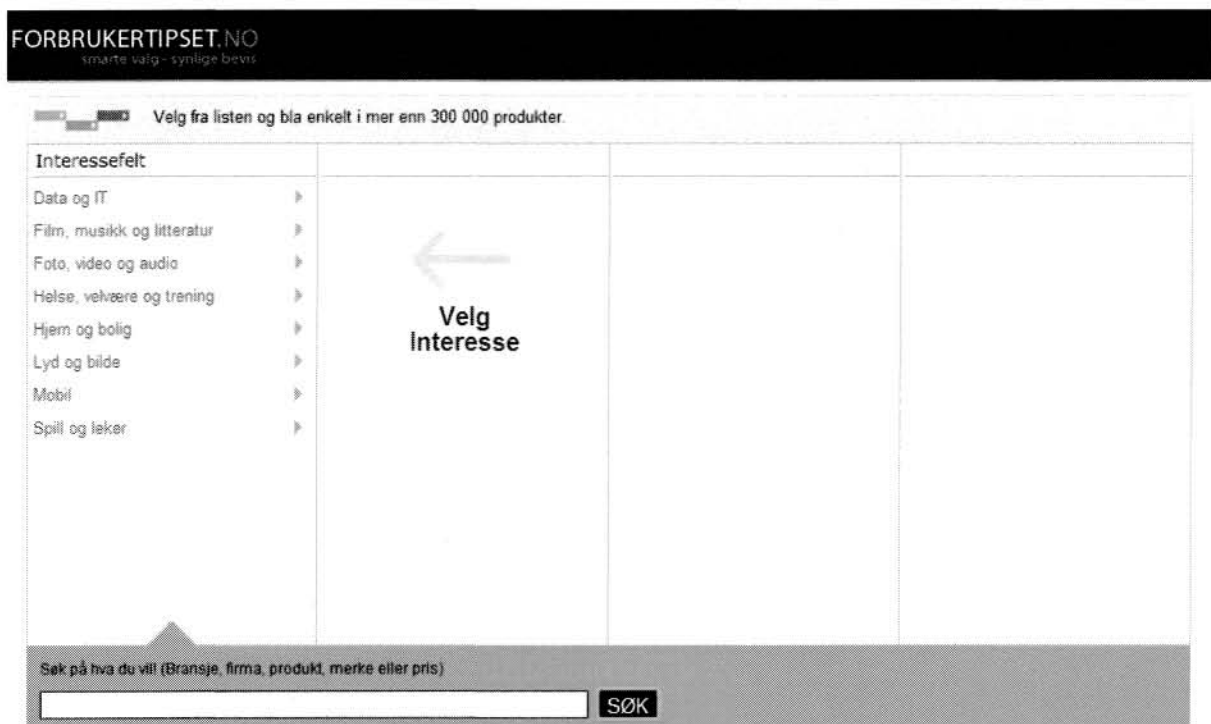 FORBRUKERTIPSET.NO
smarte valg - synlige bevis
Velg fra listen og bla enkelt i mer enn 300 000 produkter.
Interessefelt
Data og IT
Film, musikk og litteratur
Foto, video og audio
Helse, velvære og trening
Hjem og bolig
Lyd og bilde
Mobil
Spill og leker
Velg
Interesse
Søk på hva du vil! (Bransje, firma, produkt, merke eller pris)
SØK